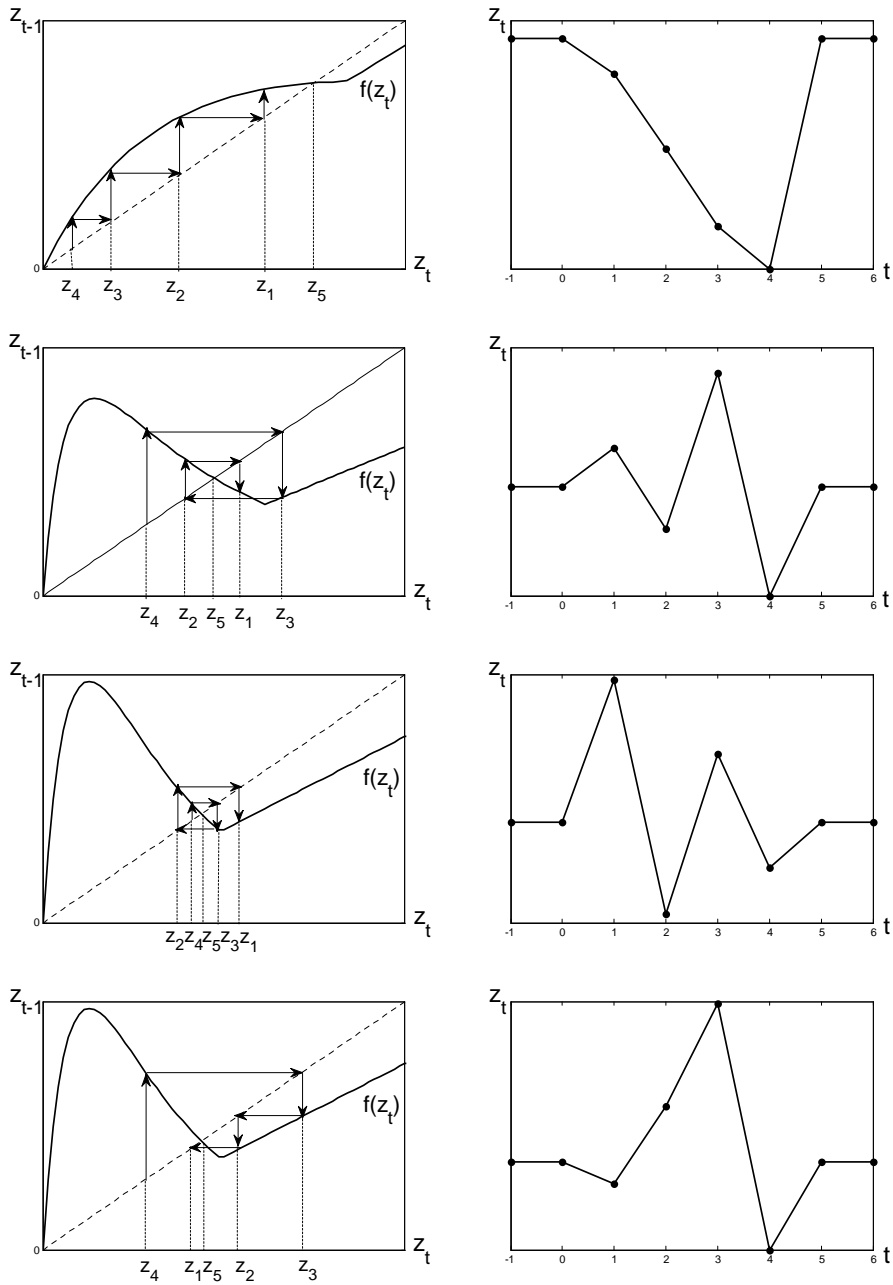 z_{t-1}
f(z_t)
0
z_4 z_3 z_2 z_1 z_5
z_t
z_t
-1 0 1 2 3 4 5 6
t
z_{t-1}
f(z_t)
0
z_4 z_2 z_5 z_1 z_3
z_t
z_t
-1 0 1 2 3 4 5 6
t
z_{t-1}
f(z_t)
0
z_2 z_4 z_5 z_3 z_1
z_t
z_t
-1 0 1 2 3 4 5 6
t
z_{t-1}
f(z_t)
0
z_4 z_1 z_5 z_2 z_3
z_t
z_t
-1 0 1 2 3 4 5 6
t